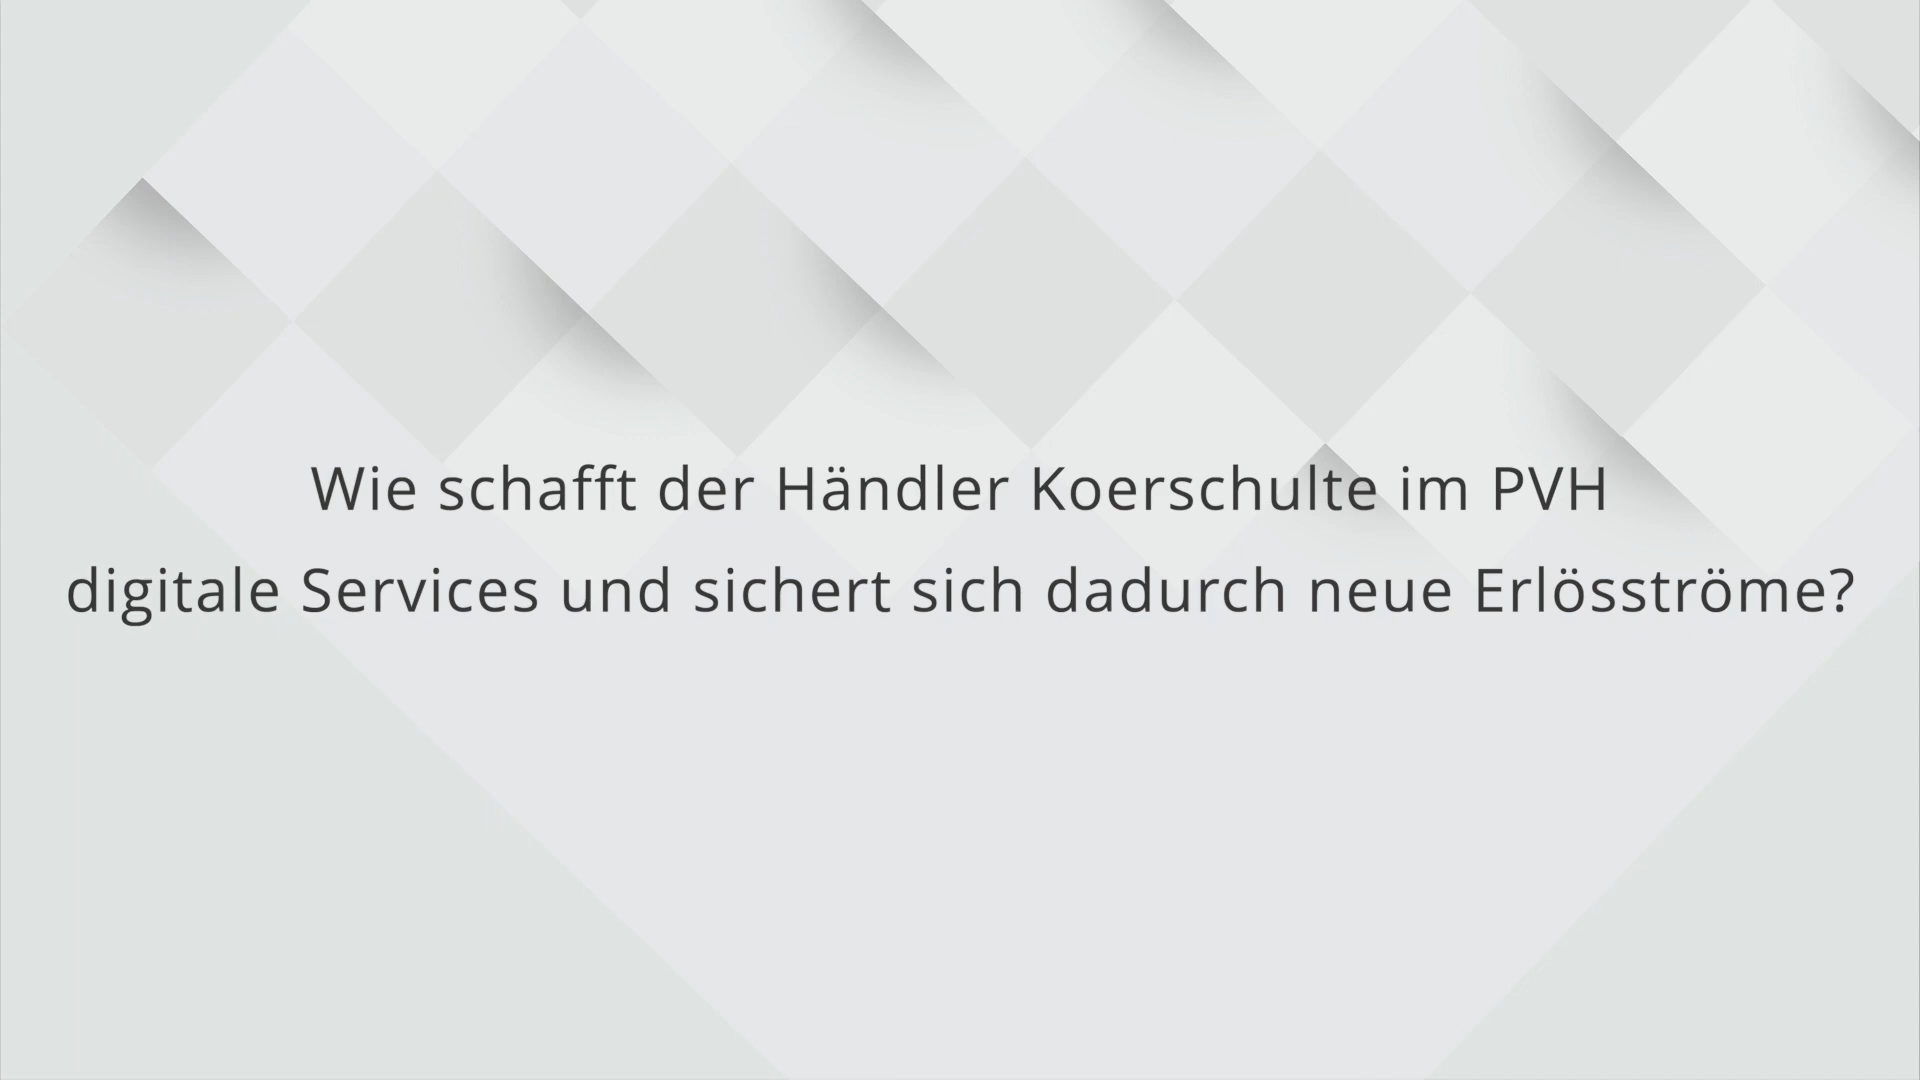 Wie schafft der Händler Koerschulte im PVH
digitale Services und sichert sich dadurch neue Erlösströme?